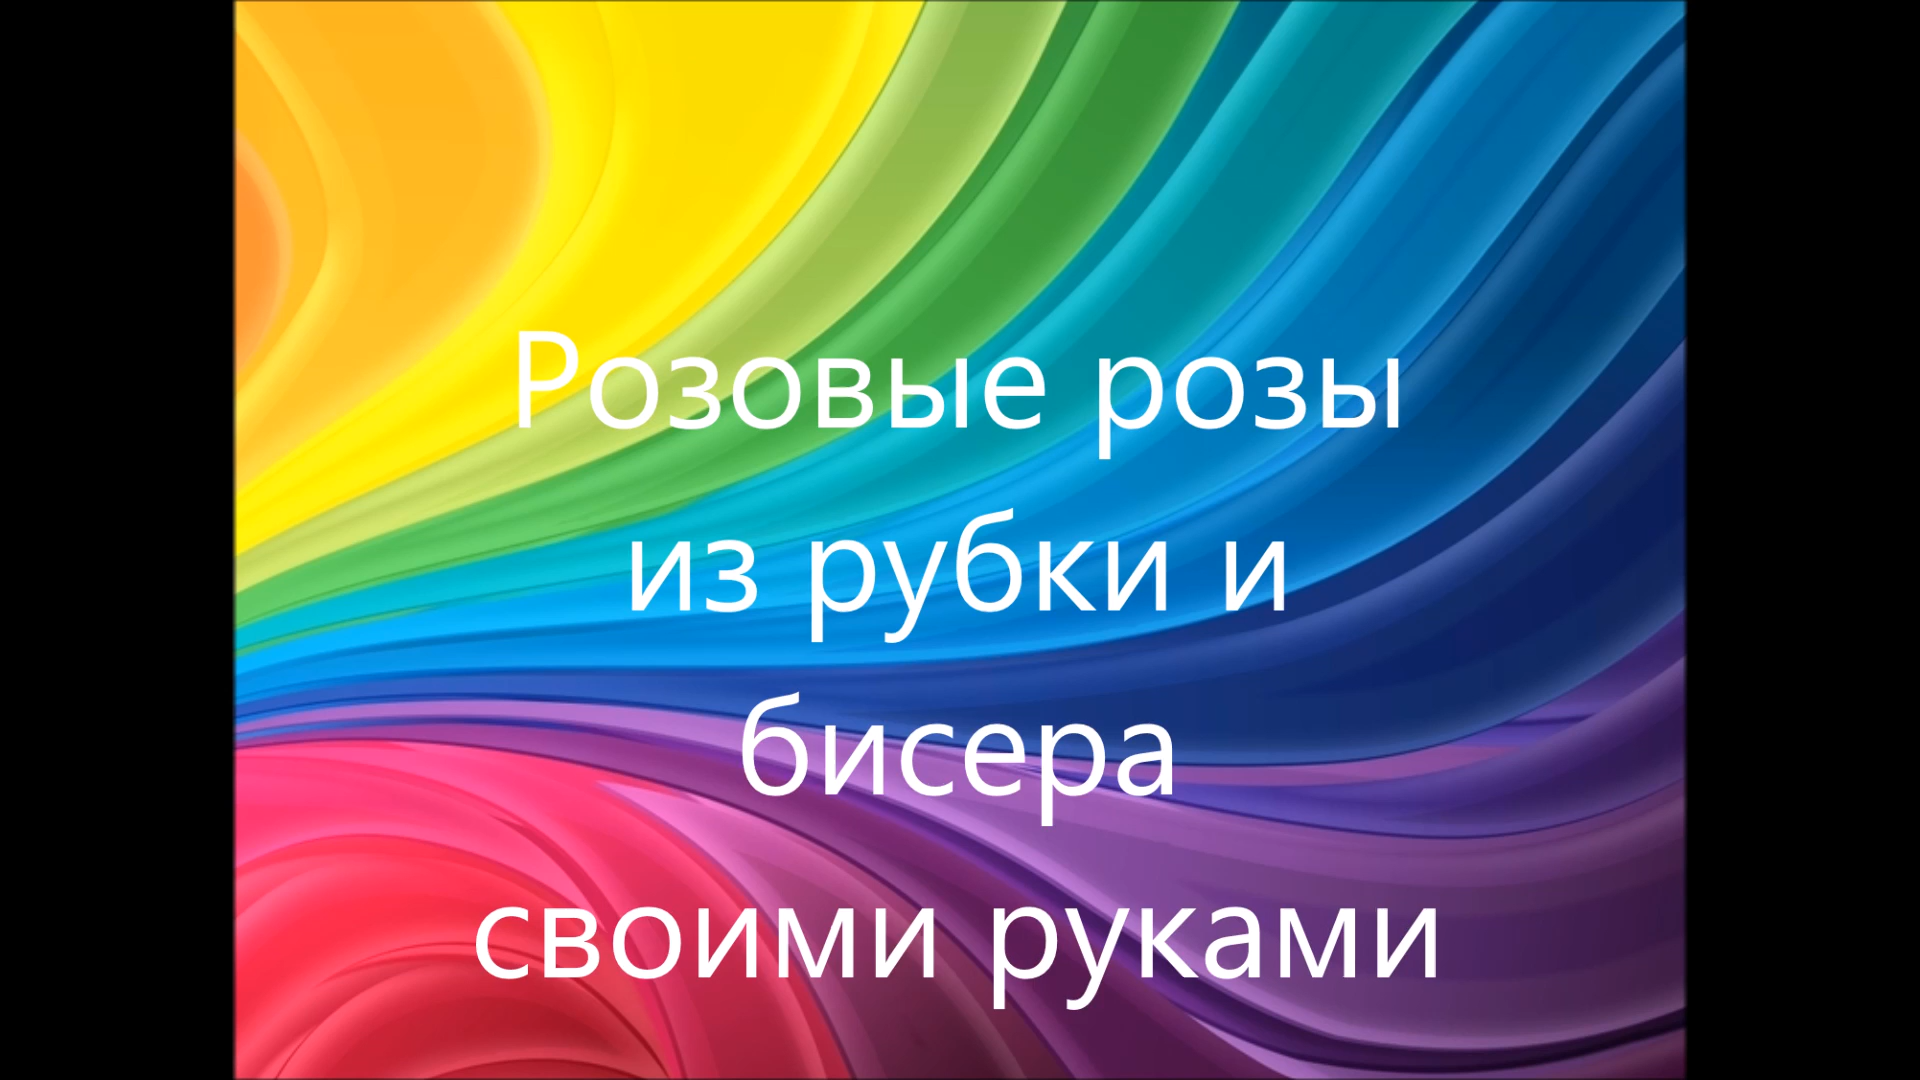 Розовые розы
из рубки и
бисера
своими руками